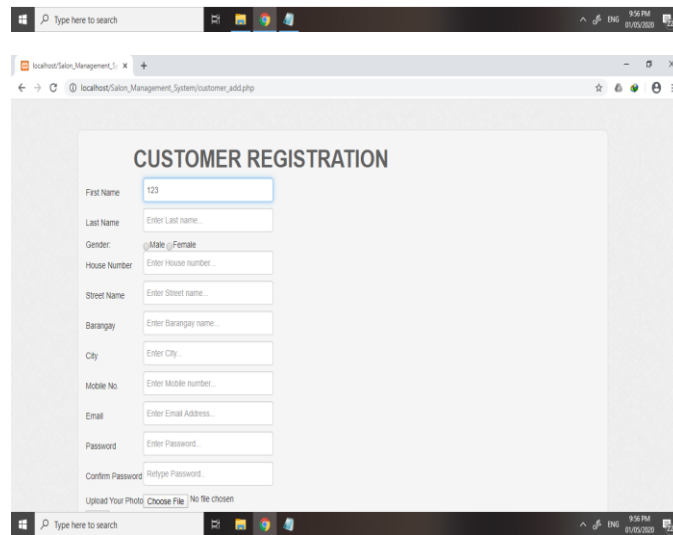 Type here to search
ENG 9:56 PM
01/05/2020
localhost/Salon_Management_S
localhost/Salon_Management_System/customer_add.php
CUSTOMER REGISTRATION
First Name 123
Last Name Enter Last name...
Gender: Male Female
House Number Enter House number...
Street Name Enter Street name...
Barangay Enter Barangay name...
City Enter City...
Mobile No. Enter Mobile number...
Email Enter Email Address...
Password Enter Password...
Confirm Password Retype Password..
Upload Your Photo Choose File No file chosen
Type here to search
ENG 9:56 PM
01/05/2020